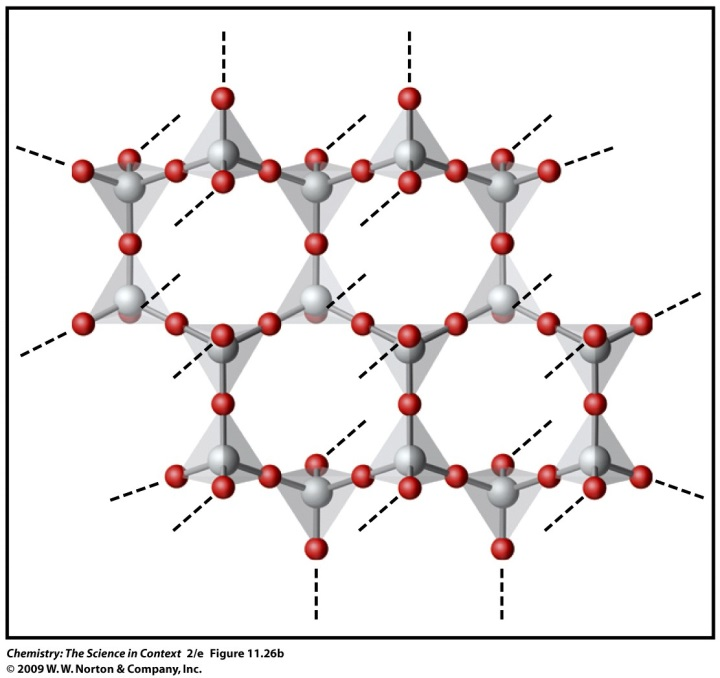 Chemistry: The Science in Context 2/e Figure 11.26b
© 2009 W. W. Norton & Company, Inc.